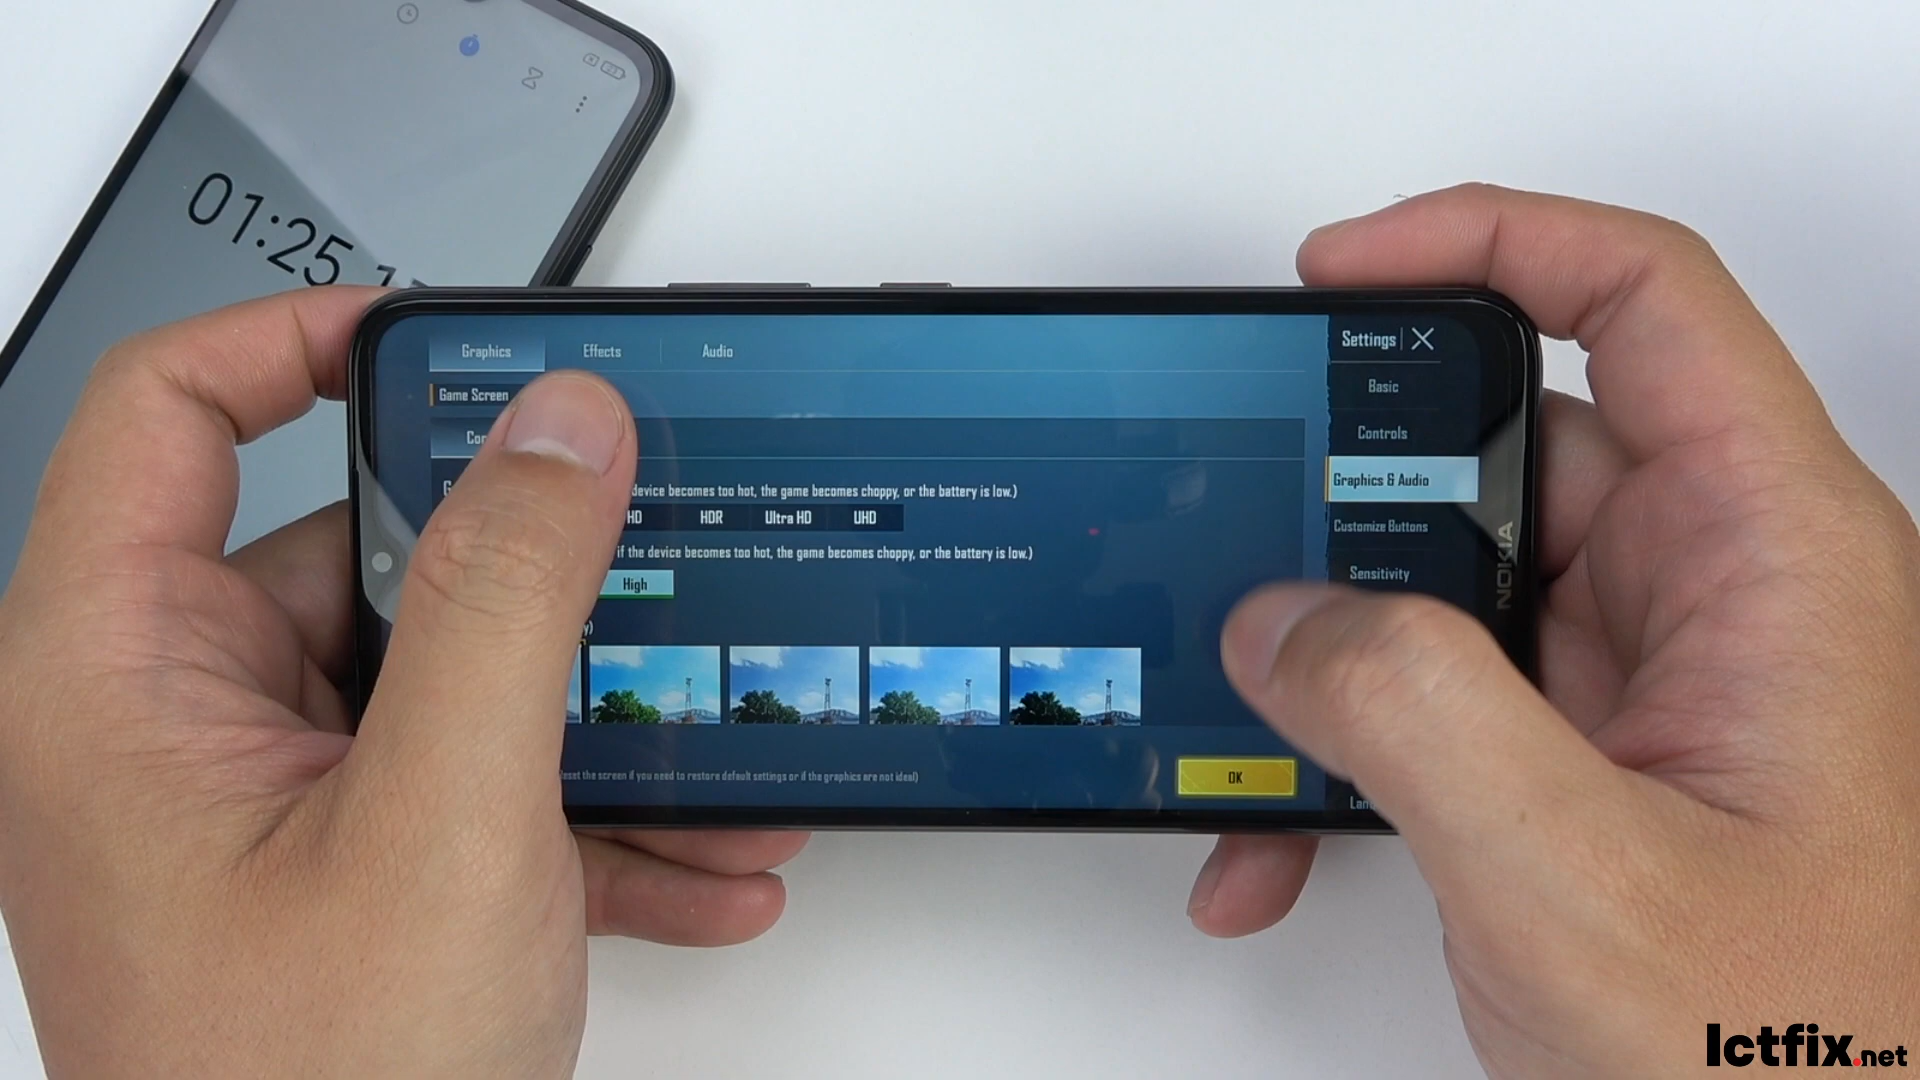 01:25
Graphics
Effects
Audio
Settings
Game Screen
Basic
Controls
device becomes too hot, the game becomes choppy, or the battery is low.)
Graphics & Audio
HD
HDR
Ultra HD
UHD
Customize Buttons
if the device becomes too hot, the game becomes choppy, or the battery is low.)
NOKIA
High
Sensitivity
the screen if you need to restore default settings or if the graphics are not ideal)
OK
Ictfix.net